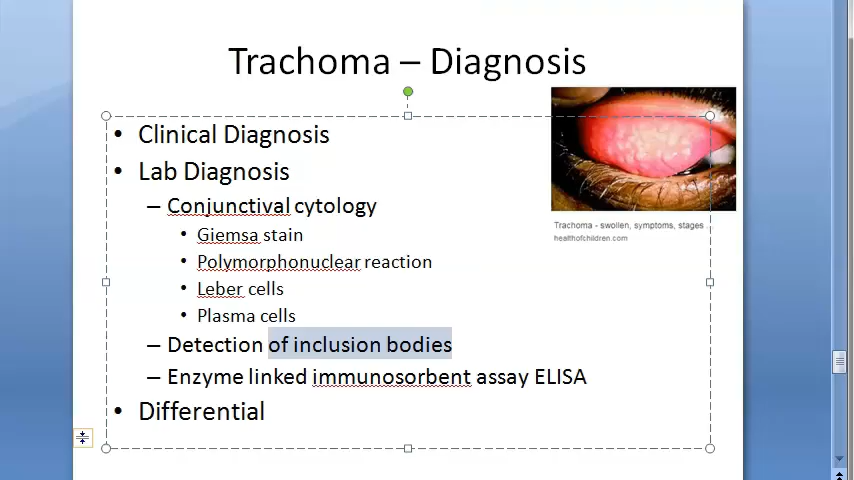 Trachoma – Diagnosis
• Clinical Diagnosis
• Lab Diagnosis
– Conjunctival cytology
• Giemsa stain
• Polymorphonuclear reaction
• Leber cells
• Plasma cells
– Detection of inclusion bodies
– Enzyme linked immunosorbent assay ELISA
• Differential
Trachoma - swollen, symptoms, stages ...
healthofchildren.com